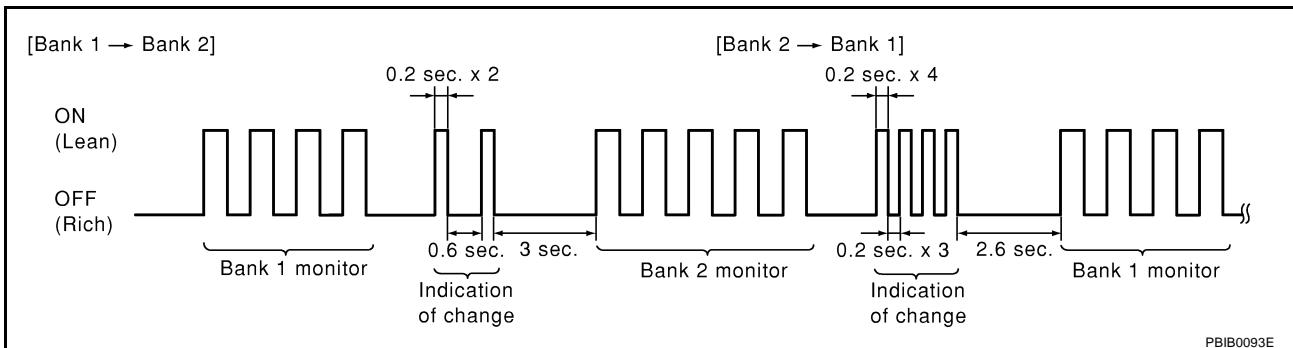 [Bank 1 → Bank 2]
[Bank 2 → Bank 1]
0.2 sec. x 2
0.2 sec. x 4
ON
(Lean)
OFF
(Rich)
0.6 sec.
3 sec.
0.2 sec. x 3
2.6 sec.
Bank 1 monitor
Bank 2 monitor
Bank 1 monitor
Indication
of change
Indication
of change
PBIB0093E